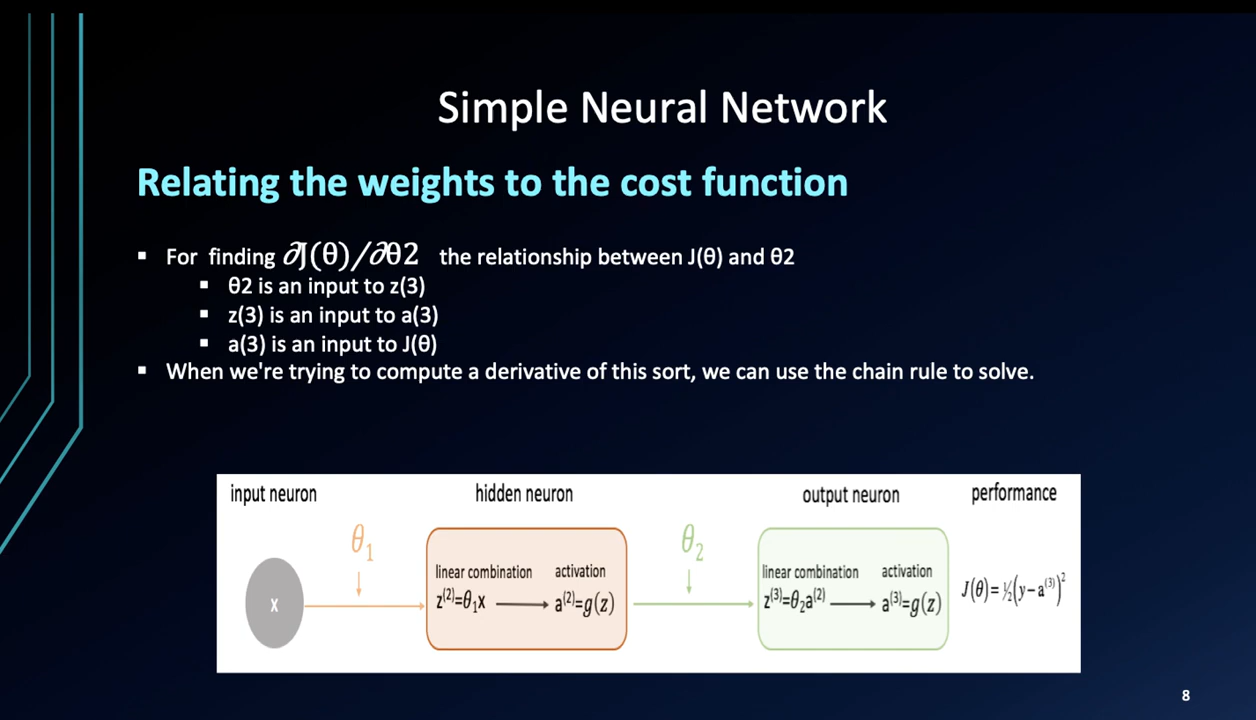 Simple Neural Network
Relating the weights to the cost function
▪ For finding ∂J(θ)/∂θ2 the relationship between J(θ) and θ2
▪ θ2 is an input to z(3)
▪ z(3) is an input to a(3)
▪ a(3) is an input to J(θ)
▪ When we're trying to compute a derivative of this sort, we can use the chain rule to solve.
input neuron hidden neuron output neuron performance
θ₁ θ₂
linear combination activation linear combination activation
x z⁽²⁾=θ₁x → a⁽²⁾=g(z) z⁽³⁾=θ₂a⁽²⁾ → a⁽³⁾=g(z) J(θ)=½(y−a⁽³⁾)²
8